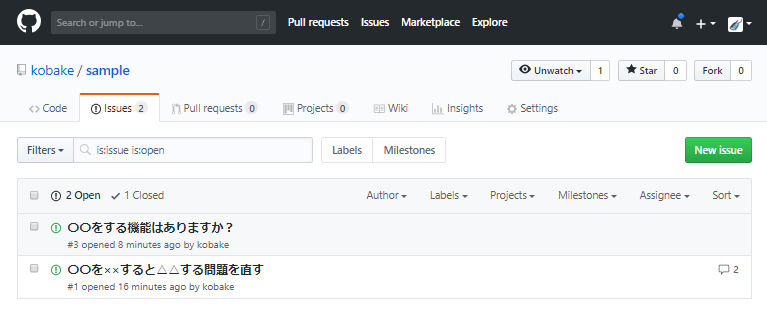 Search or jump to... / Pull requests Issues Marketplace Explore
kobake / sample Unwatch 1 Star 0 Fork 0
Code Issues 2 Pull requests 0 Projects 0 Wiki Insights Settings
Filters is:issue is:open Labels Milestones New issue
2 Open 1 Closed Author Labels Projects Milestones Assignee Sort
〇〇をする機能はありますか？
#3 opened 8 minutes ago by kobake
〇〇を××すると△△する問題を直す 2
#1 opened 16 minutes ago by kobake